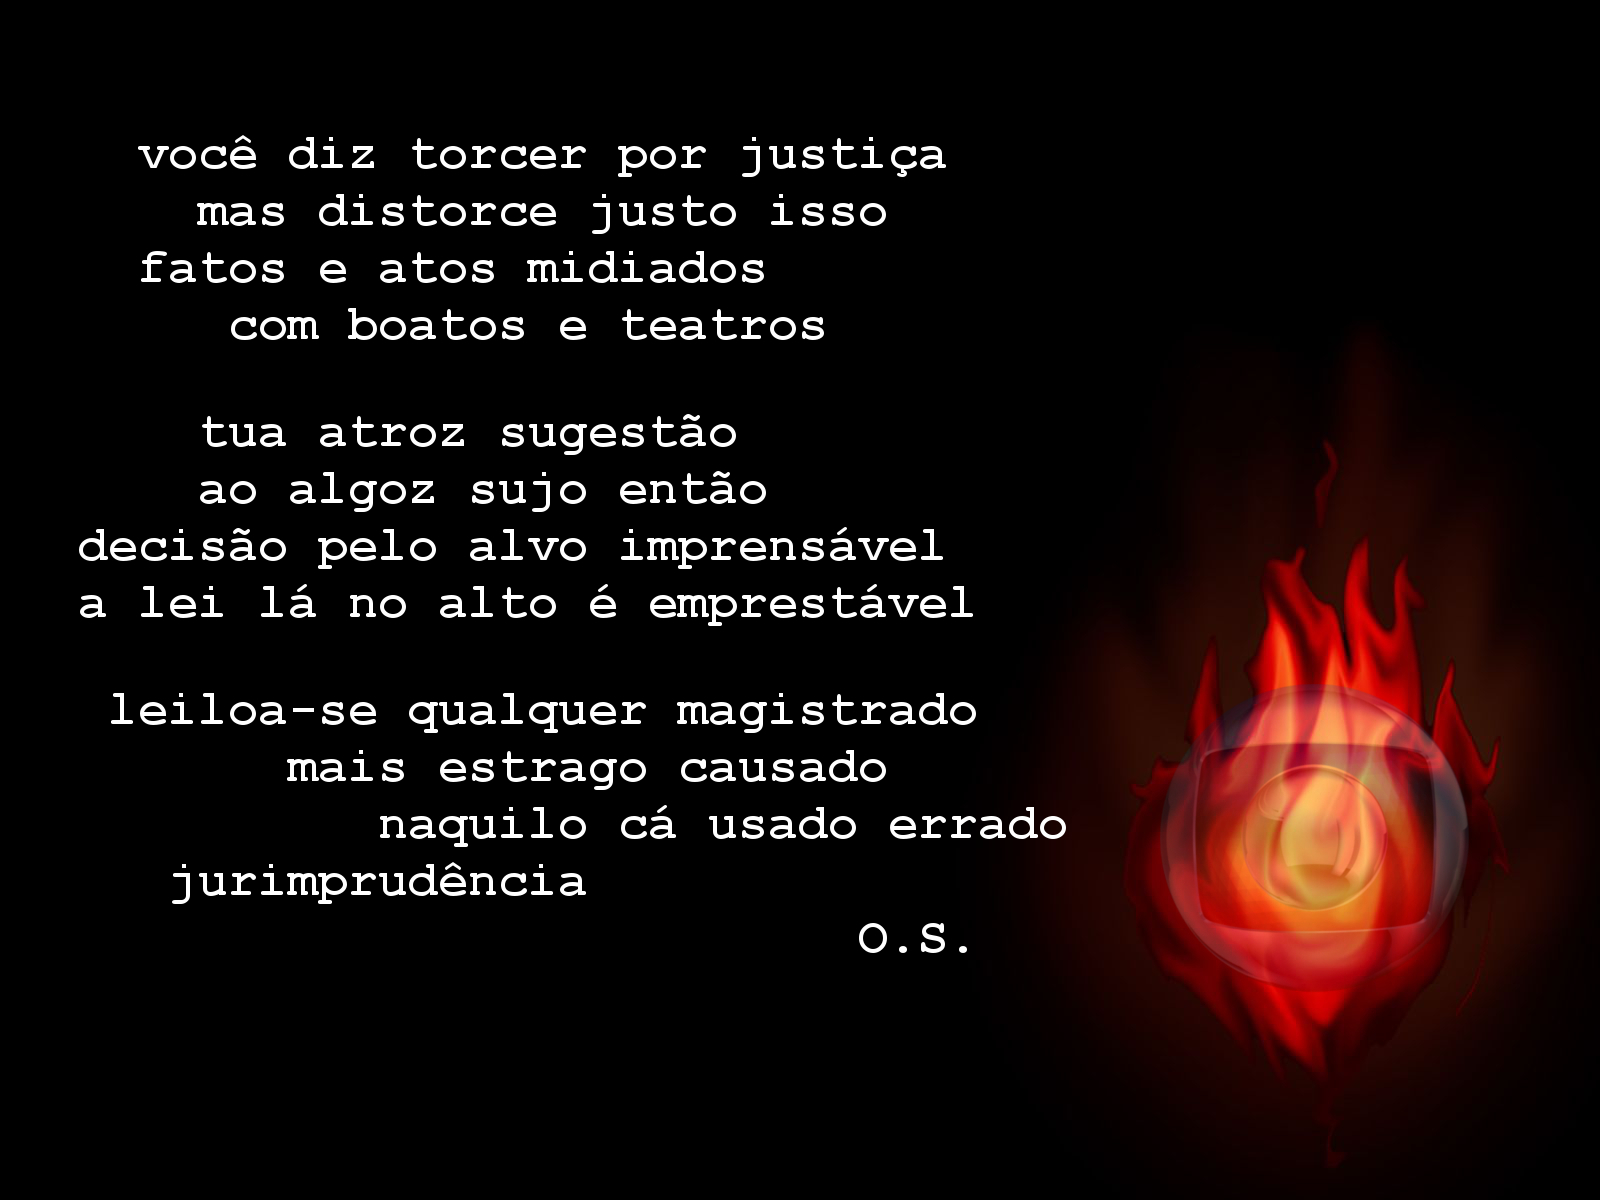 você diz torcer por justiça
mas distorce justo isso
fatos e atos midiados
com boatos e teatros
tua atroz sugestão
ao algoz sujo então
decisão pelo alvo imprensável
a lei lá no alto é emprestável
leiloa-se qualquer magistrado
mais estrago causado
naquilo cá usado errado
jurimprudência
O.S.